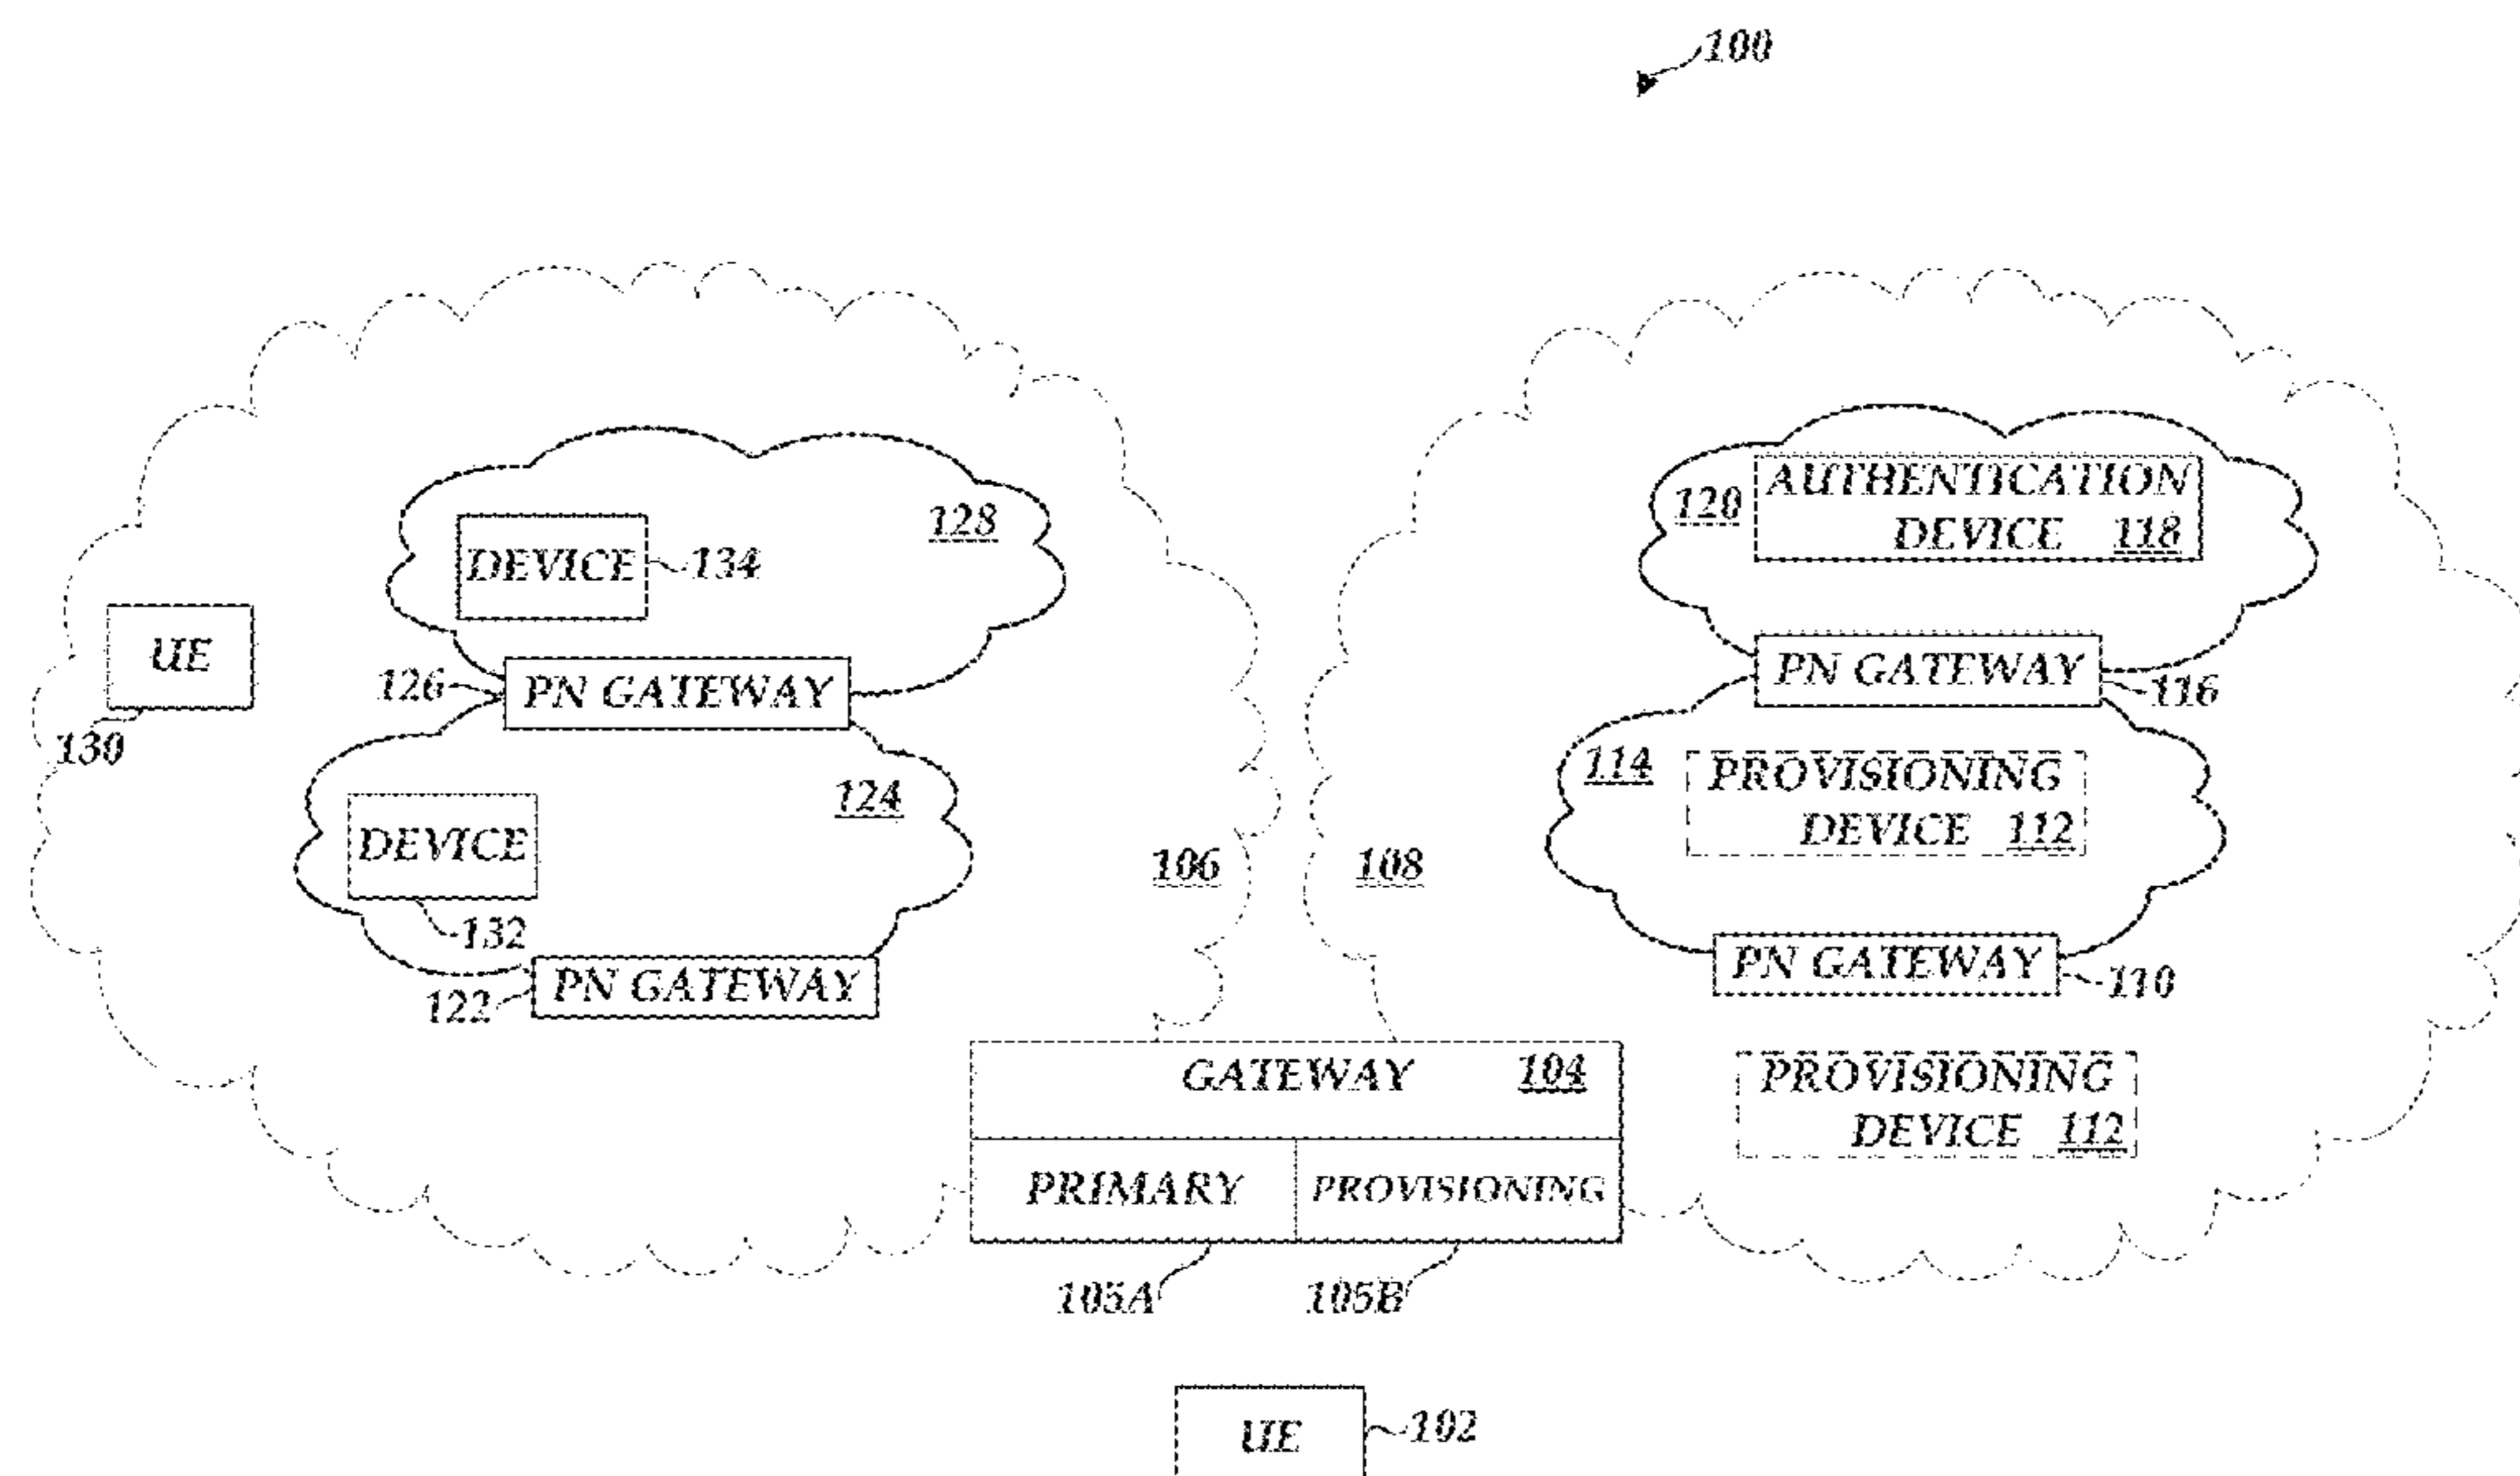 100
128
DEVICE
134
120
AUTHENTICATION
DEVICE 118
UE
130
126
PN GATEWAY
PN GATEWAY
116
114
PROVISIONING
DEVICE 112
124
DEVICE
132
106
108
122
PN GATEWAY
PN GATEWAY
110
GATEWAY 104
PRIMARY
PROVISIONING
PROVISIONING
DEVICE 112
105A
105B
UE
102